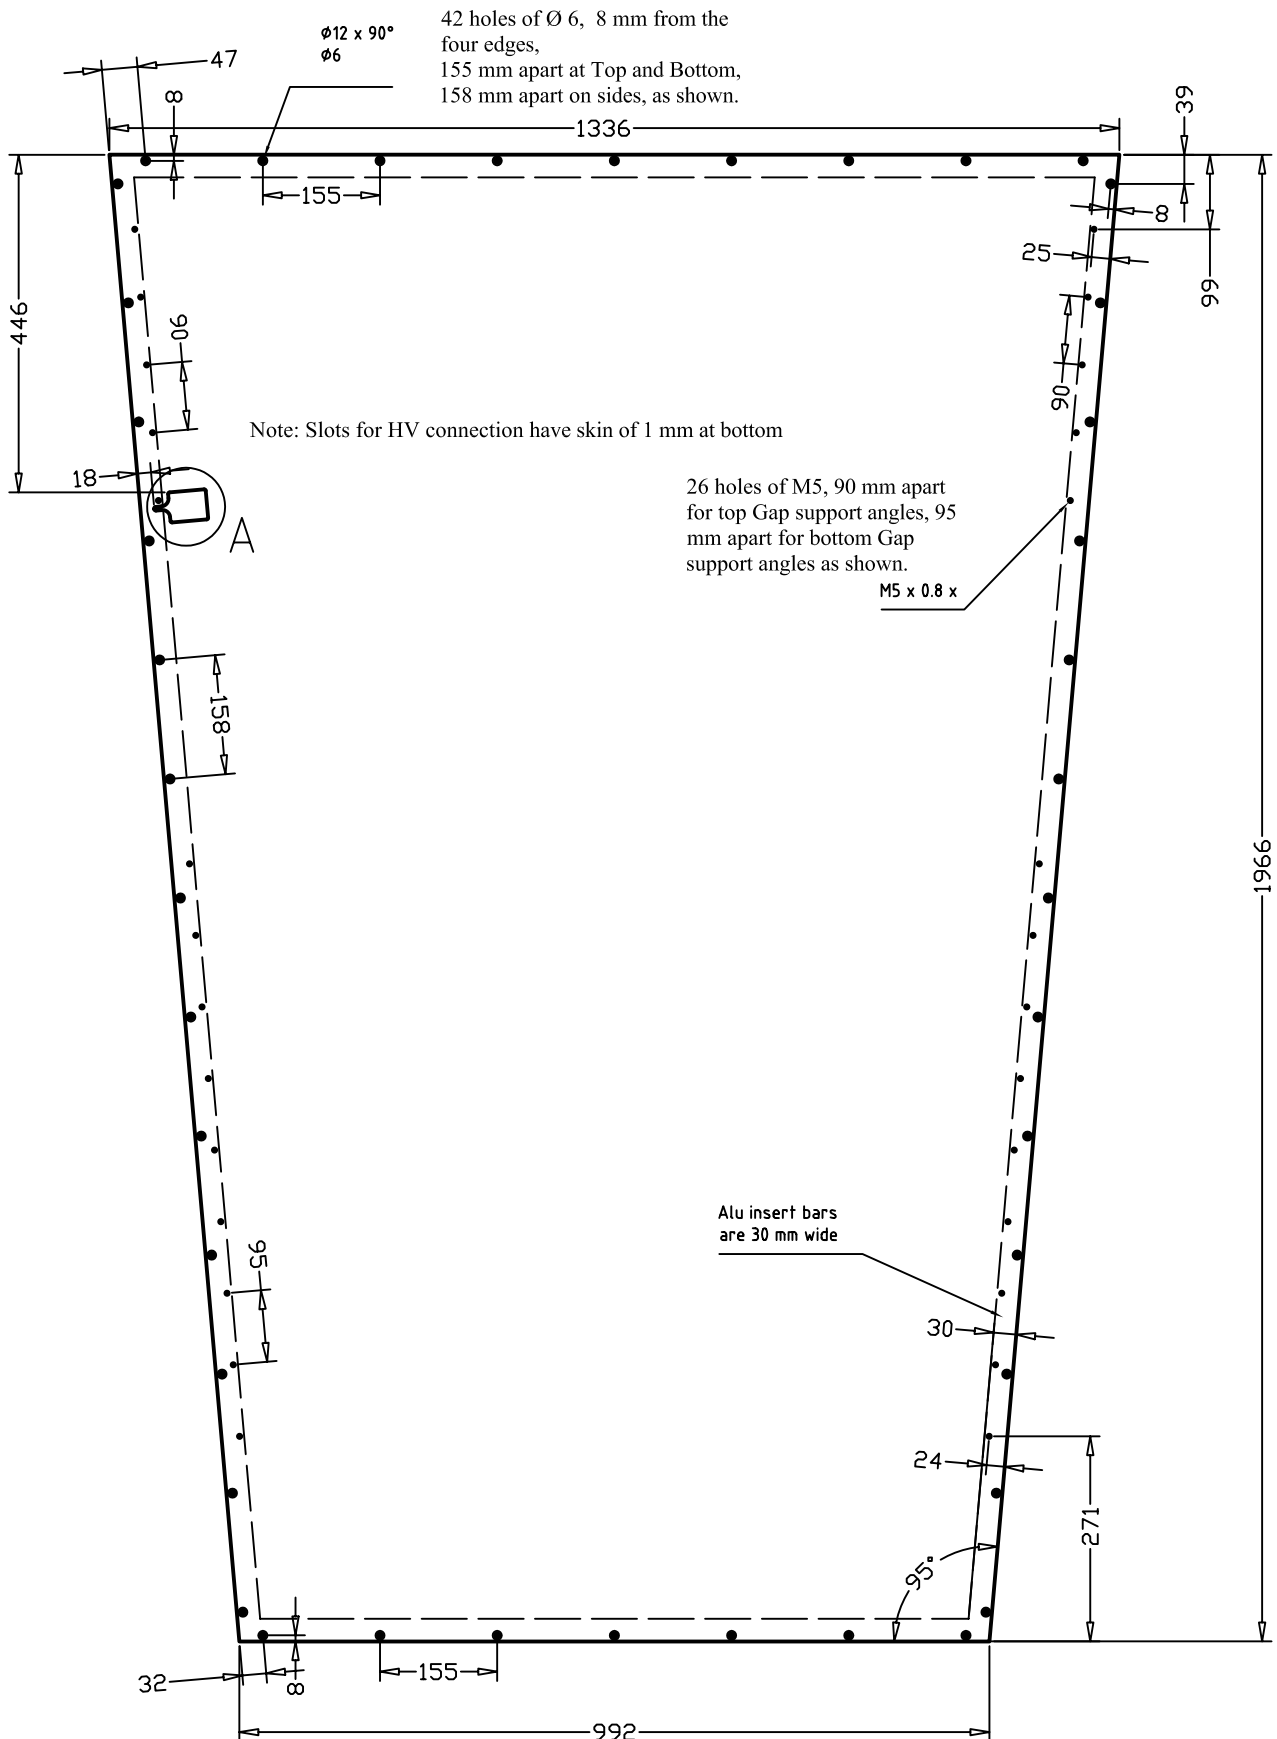 42 holes of Ø 6, 8 mm from the
four edges,
155 mm apart at Top and Bottom,
158 mm apart on sides, as shown.
Ø12 x 90°
Ø6
47
8
1336
39
155
8
25
99
446
90
90
Note: Slots for HV connection have skin of 1 mm at bottom
18
A
26 holes of M5, 90 mm apart
for top Gap support angles, 95
mm apart for bottom Gap
support angles as shown.
M5 x 0.8 x
158
1966
Alu insert bars
are 30 mm wide
95
30
24
271
95°
32
8
155
992